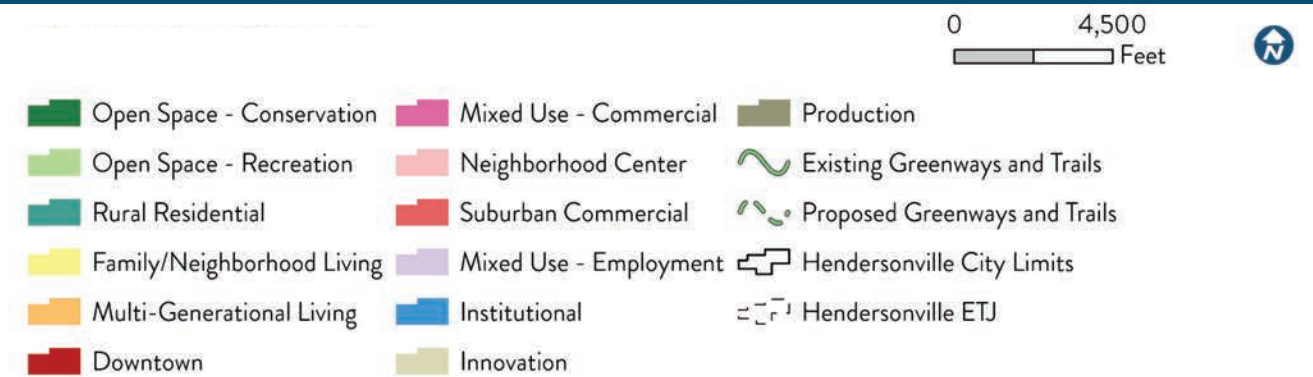 0 4,500
Feet
N
Open Space - Conservation
Open Space - Recreation
Rural Residential
Family/Neighborhood Living
Multi-Generational Living
Downtown
Mixed Use - Commercial
Neighborhood Center
Suburban Commercial
Mixed Use - Employment
Institutional
Innovation
Production
Existing Greenways and Trails
Proposed Greenways and Trails
Hendersonville City Limits
Hendersonville ETJ